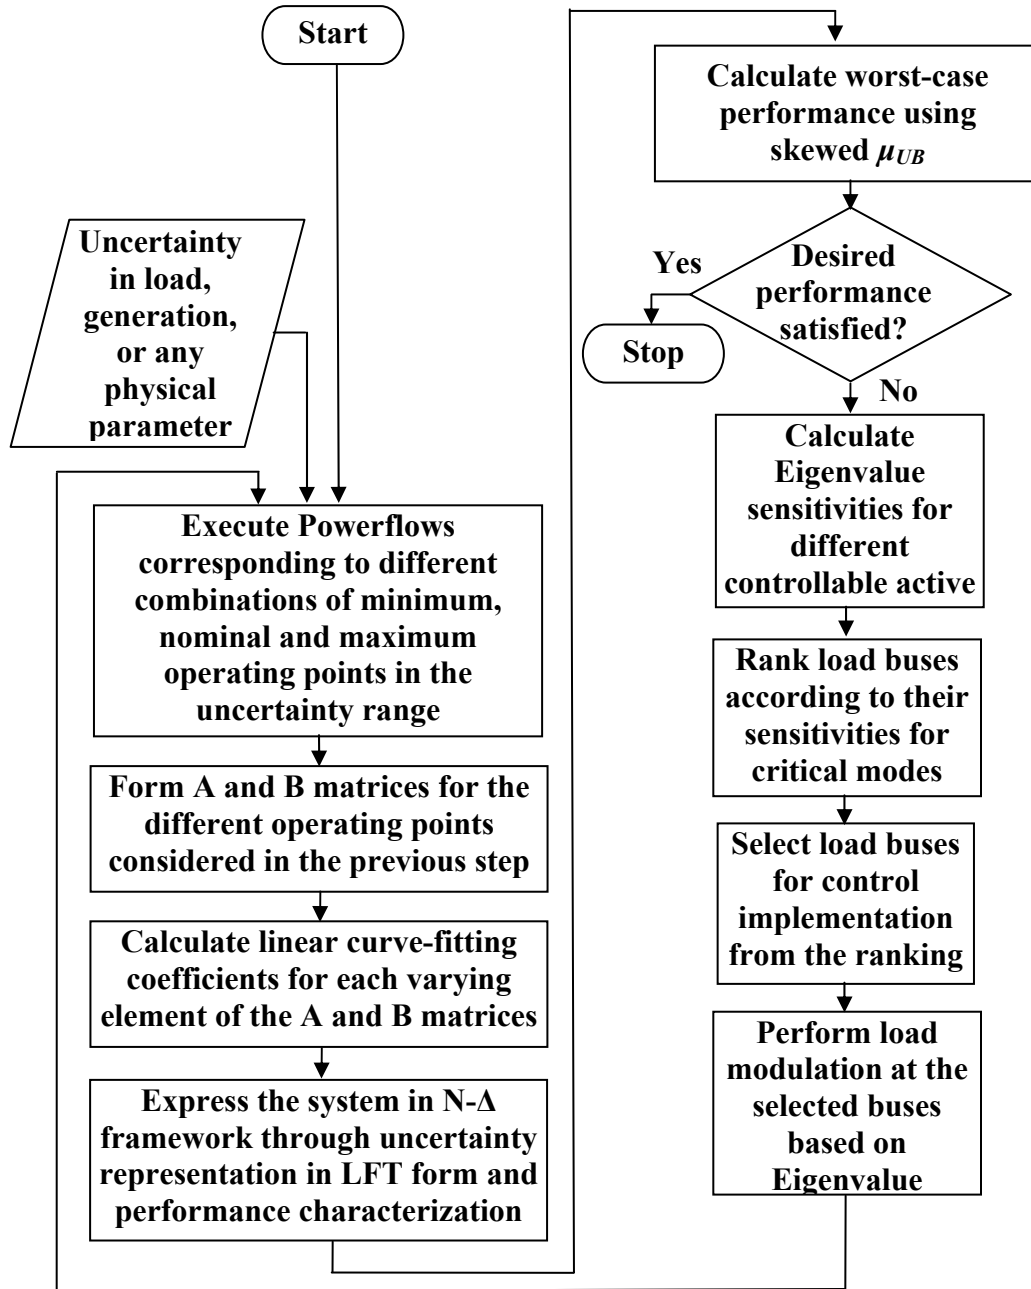 Start
Uncertainty
in load,
generation,
or any
physical
parameter
Execute Powerflows
corresponding to different
combinations of minimum,
nominal and maximum
operating points in the
uncertainty range
Form A and B matrices for the
different operating points
considered in the previous step
Calculate linear curve-fitting
coefficients for each varying
element of the A and B matrices
Express the system in N-Δ
framework through uncertainty
representation in LFT form and
performance characterization
Calculate worst-case
performance using
skewed μUB
Desired
performance
satisfied?
Yes
Stop
No
Calculate
Eigenvalue
sensitivities for
different
controllable active
Rank load buses
according to their
sensitivities for
critical modes
Select load buses
for control
implementation
from the ranking
Perform load
modulation at the
selected buses
based on
Eigenvalue